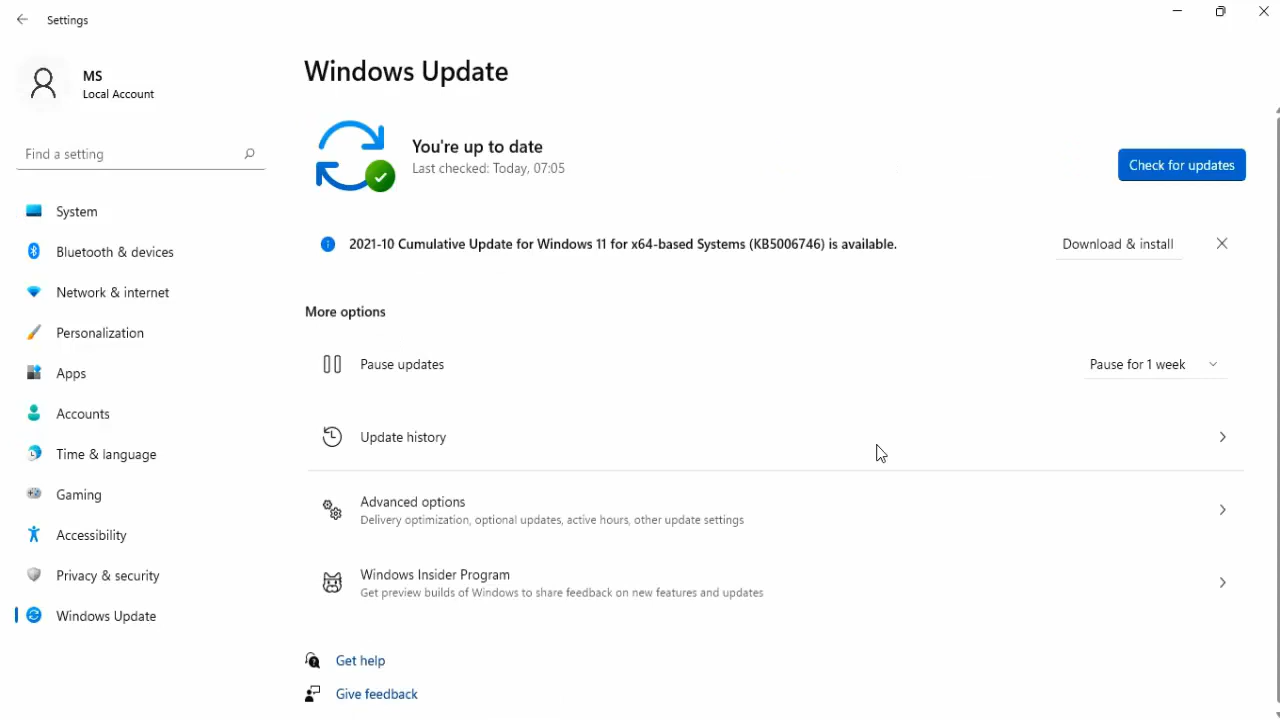 Settings
MS
Local Account
Find a setting
System
Bluetooth & devices
Network & internet
Personalization
Apps
Accounts
Time & language
Gaming
Accessibility
Privacy & security
Windows Update
Windows Update
You're up to date
Last checked: Today, 07:05
Check for updates
2021-10 Cumulative Update for Windows 11 for x64-based Systems (KB5006746) is available.
Download & install
More options
Pause updates
Pause for 1 week
Update history
Advanced options
Delivery optimization, optional updates, active hours, other update settings
Windows Insider Program
Get preview builds of Windows to share feedback on new features and updates
Get help
Give feedback